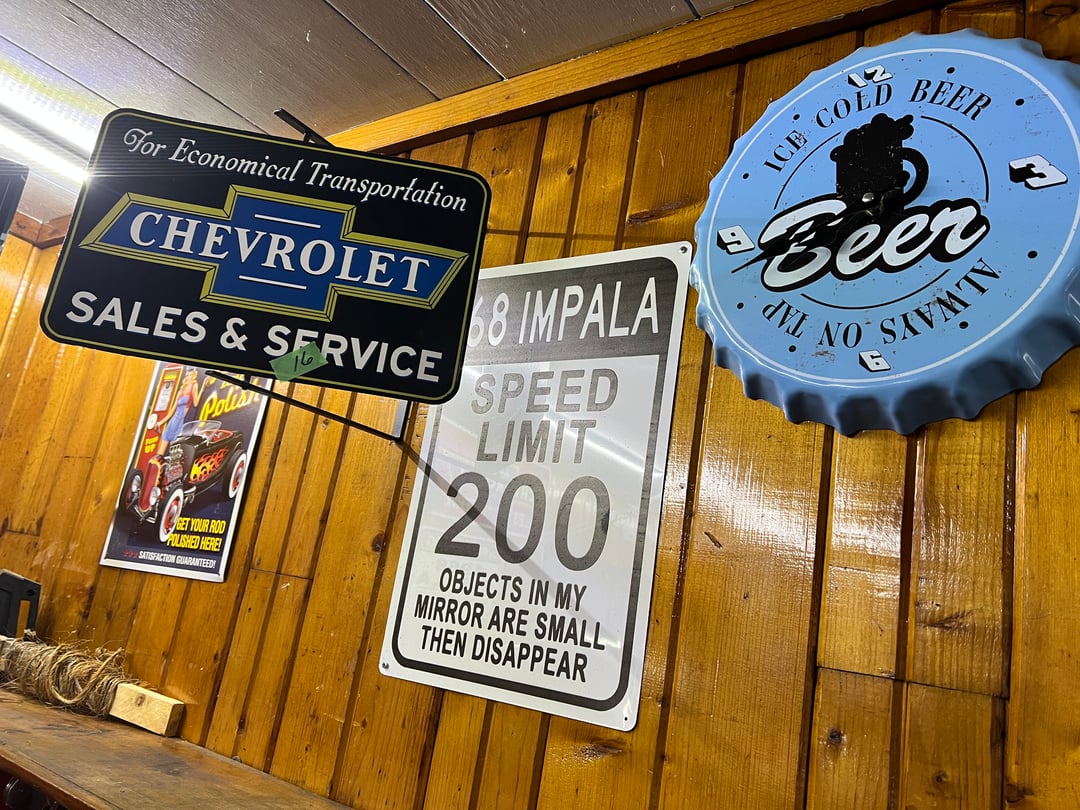 For Economical Transportation
CHEVROLET
SALES & SERVICE
16
68 IMPALA
SPEED
LIMIT
200
OBJECTS IN MY
MIRROR ARE SMALL
THEN DISAPPEAR
12
3
6
9
ICE COLD BEER
Beer
ALWAYS ON TAP
Polish
GET YOUR ROD
POLISHED HERE!
SATISFACTION GUARANTEED!